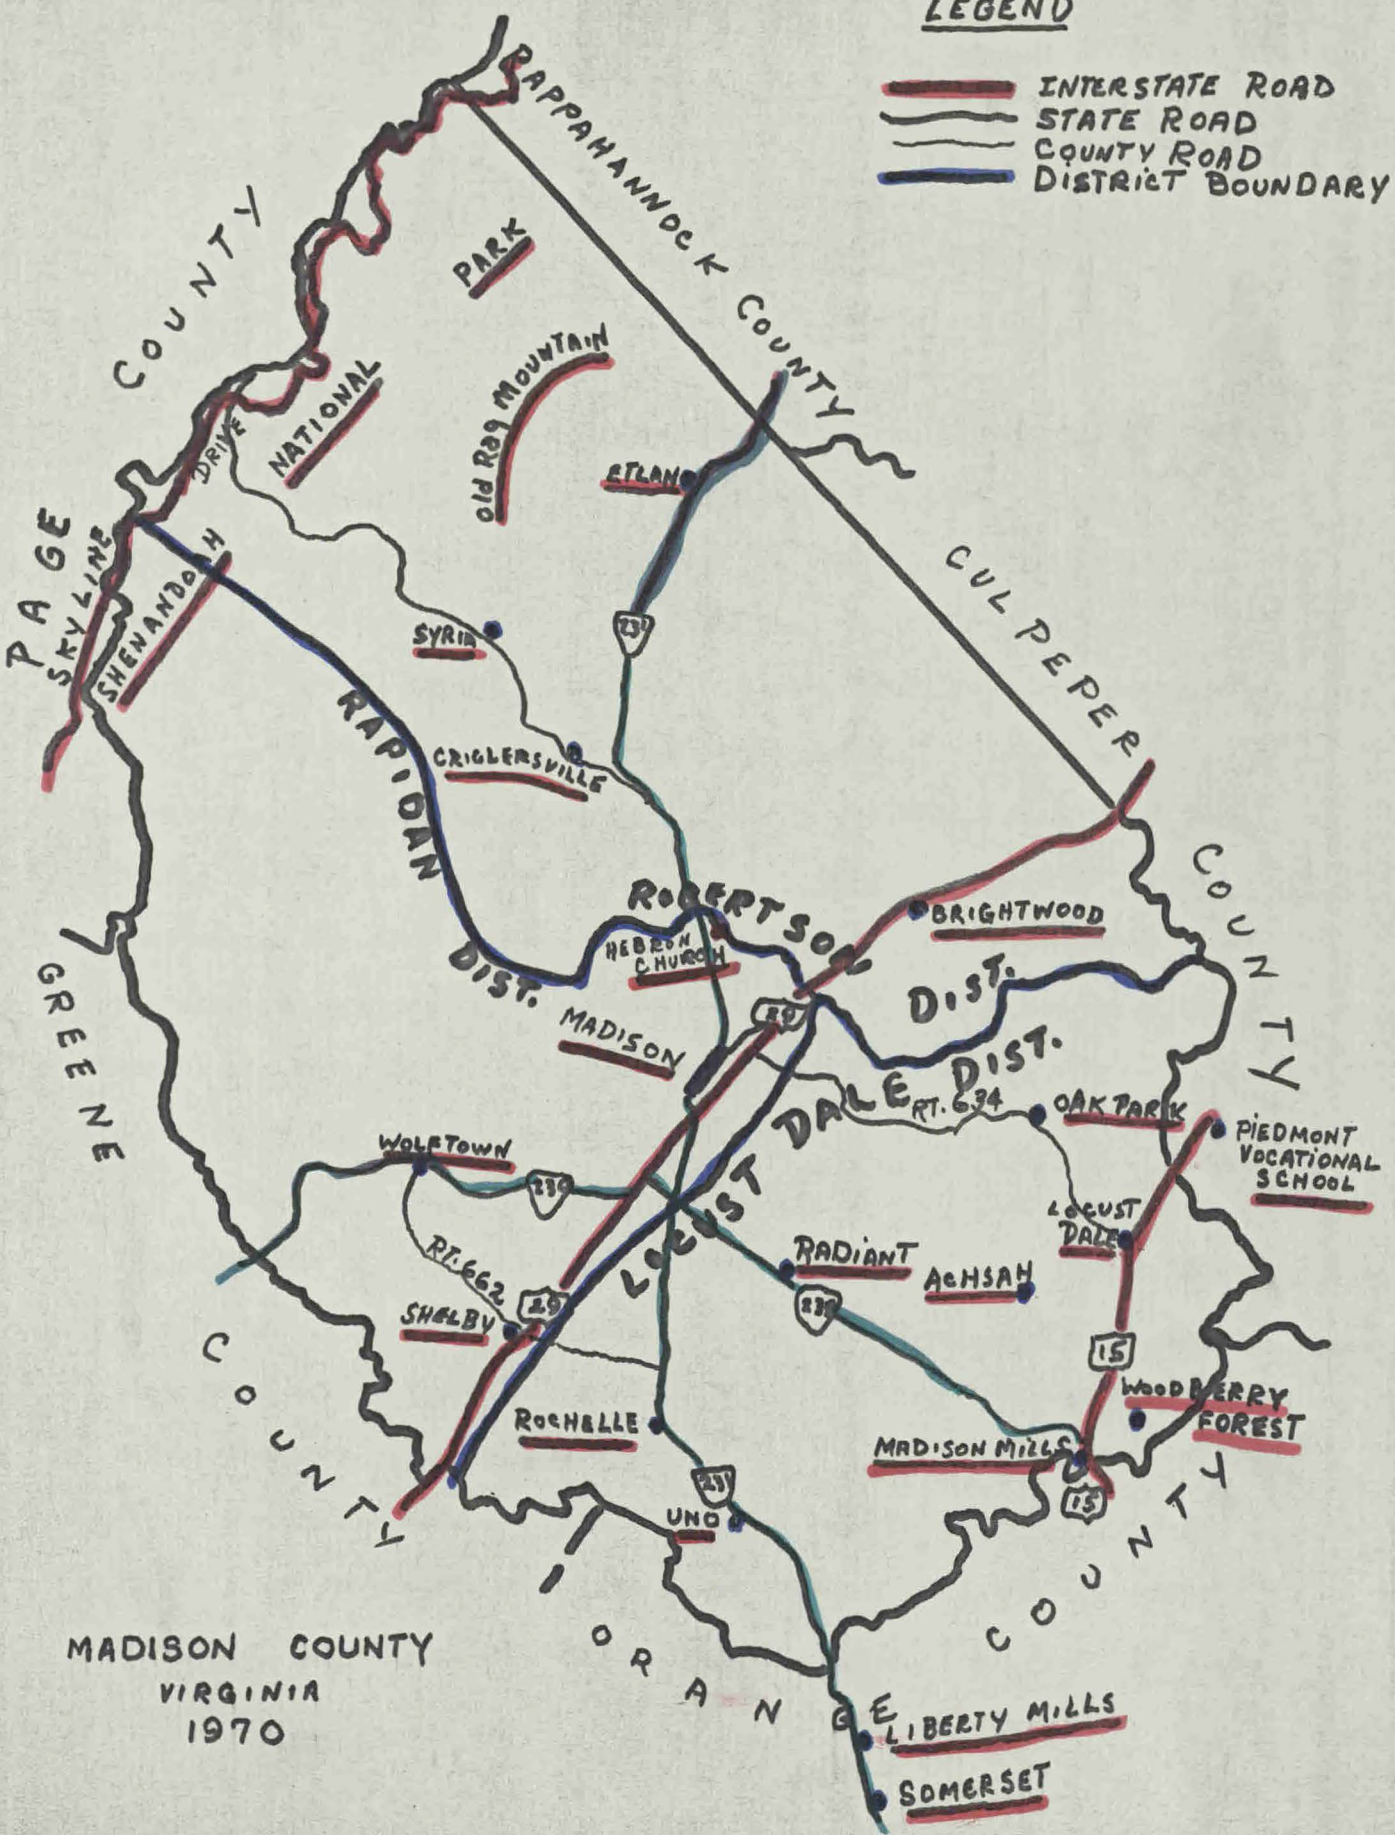 LEGEND
INTERSTATE ROAD
STATE ROAD
COUNTY ROAD
DISTRICT BOUNDARY
RAPPAHANNOCK COUNTY
PAGE COUNTY
PARK
NATIONAL
Old Rag MOUNTAIN
SKYLINE DRIVE
SHENANDOAH
ETLAN
231
CULPEPER COUNTY
SYRIA
CRIGLERSVILLE
RAPIDAN DIST.
ROBERTSON DIST.
BRIGHTWOOD
HEBRON
CHURCH
GREENE COUNTY
MADISON
29
LOCUST DALE DIST.
RT. 634
OAK PARK
PIEDMONT
VOCATIONAL
SCHOOL
WOLFTOWN
230
RT. 662
LOCUST
DALE
RADIANT
ACHSAH
SHELBY
29
230
15
WOODBERRY
FOREST
ROCHELLE
MADISON MILLS
231
15
UNO
ORANGE COUNTY
MADISON COUNTY
VIRGINIA
1970
LIBERTY MILLS
SOMERSET